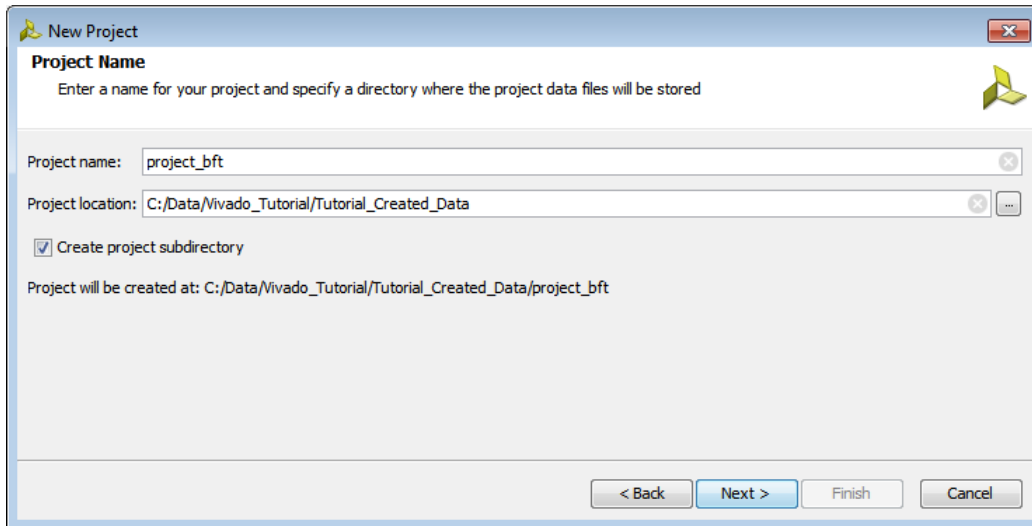 New Project
Project Name
Enter a name for your project and specify a directory where the project data files will be stored
Project name: project_bft
Project location: C:/Data/Vivado_Tutorial/Tutorial_Created_Data ...
Create project subdirectory
Project will be created at: C:/Data/Vivado_Tutorial/Tutorial_Created_Data/project_bft
< Back Next > Finish Cancel